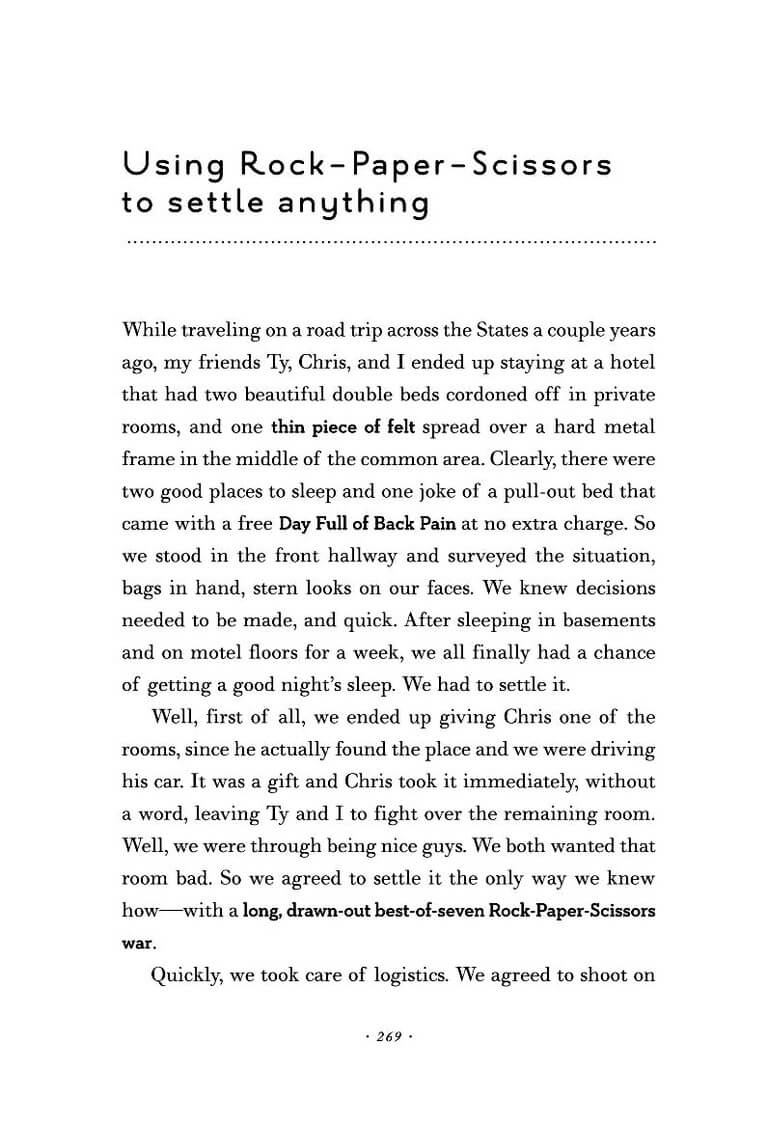 Using Rock-Paper-Scissors
to settle anything
While traveling on a road trip across the States a couple years
ago, my friends Ty, Chris, and I ended up staying at a hotel
that had two beautiful double beds cordoned off in private
rooms, and one thin piece of felt spread over a hard metal
frame in the middle of the common area. Clearly, there were
two good places to sleep and one joke of a pull-out bed that
came with a free Day Full of Back Pain at no extra charge. So
we stood in the front hallway and surveyed the situation,
bags in hand, stern looks on our faces. We knew decisions
needed to be made, and quick. After sleeping in basements
and on motel floors for a week, we all finally had a chance
of getting a good night’s sleep. We had to settle it.
Well, first of all, we ended up giving Chris one of the
rooms, since he actually found the place and we were driving
his car. It was a gift and Chris took it immediately, without
a word, leaving Ty and I to fight over the remaining room.
Well, we were through being nice guys. We both wanted that
room bad. So we agreed to settle it the only way we knew
how—with a long, drawn-out best-of-seven Rock-Paper-Scissors
war.
Quickly, we took care of logistics. We agreed to shoot on
· 269 ·